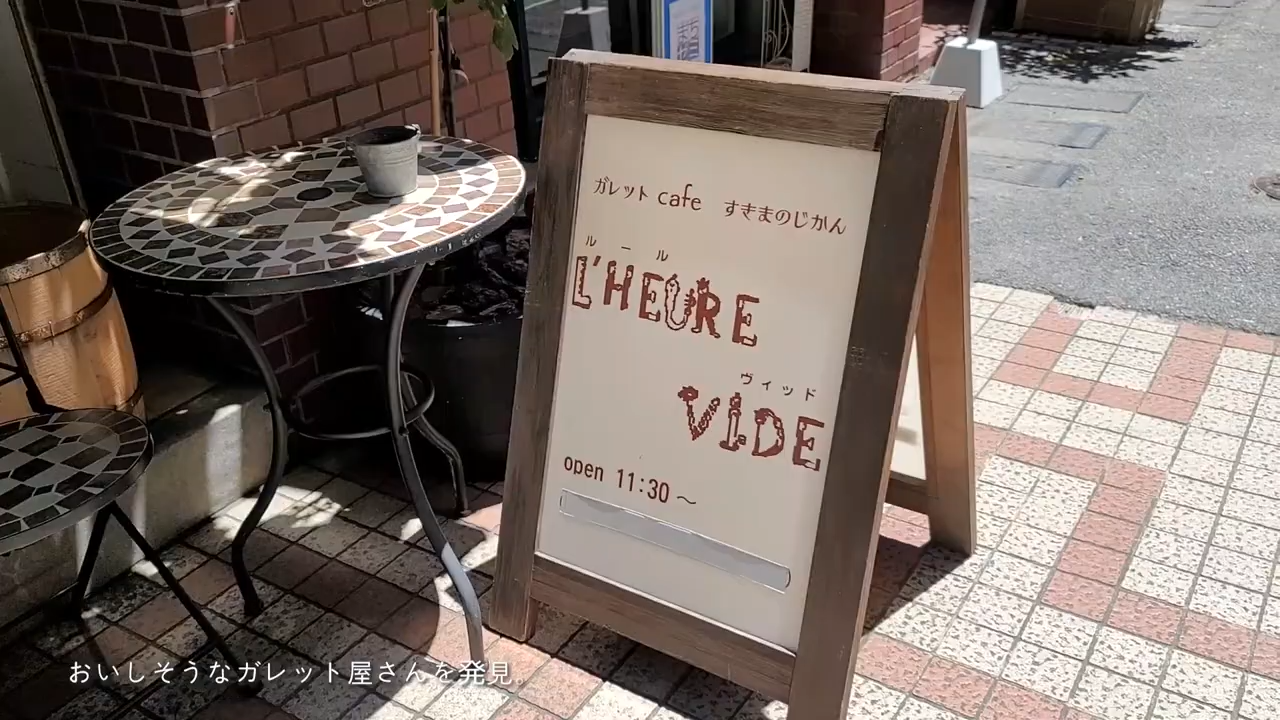 ガレット cafe すきまのじかん
ルール
L'HEURE
ヴィッド
ViDE
open 11:30 ～
おいしそうなガレット屋さんを発見。